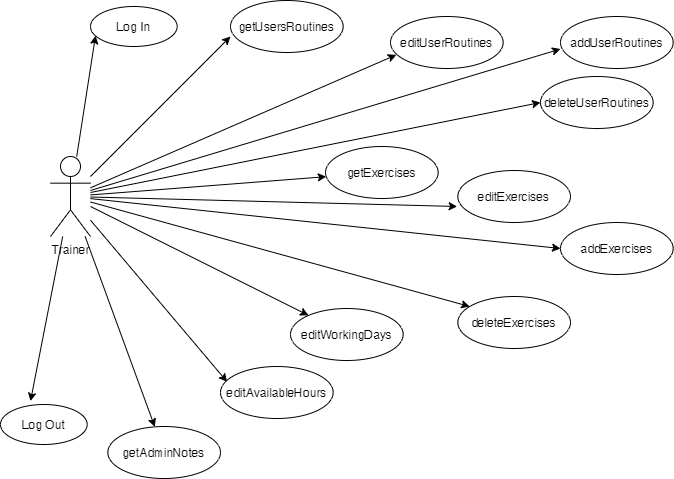 Log In
getUsersRoutines
editUserRoutines
addUserRoutines
deleteUserRoutines
getExercises
editExercises
Trainer
addExercises
deleteExercises
editWorkingDays
editAvailableHours
Log Out
getAdminNotes